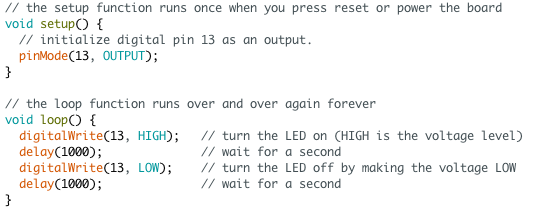 // the setup function runs once when you press reset or power the board
void setup() {
  // initialize digital pin 13 as an output.
  pinMode(13, OUTPUT);
}

// the loop function runs over and over again forever
void loop() {
  digitalWrite(13, HIGH);   // turn the LED on (HIGH is the voltage level)
  delay(1000);              // wait for a second
  digitalWrite(13, LOW);    // turn the LED off by making the voltage LOW
  delay(1000);              // wait for a second
}